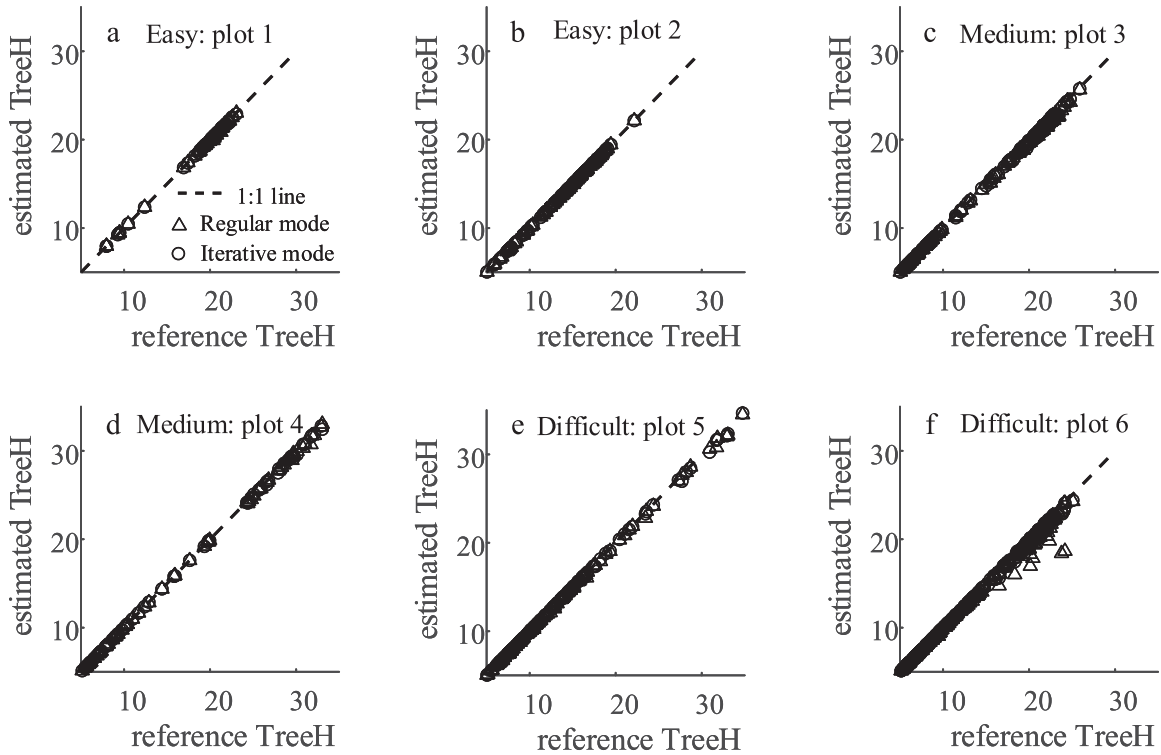 a Easy: plot 1
estimated TreeH
30
20
10
1:1 line
Regular mode
Iterative mode
10 20 30
reference TreeH
b Easy: plot 2
estimated TreeH
30
20
10
10 20 30
reference TreeH
c Medium: plot 3
estimated TreeH
30
20
10
10 20 30
reference TreeH
d Medium: plot 4
estimated TreeH
30
20
10
10 20 30
reference TreeH
e Difficult: plot 5
estimated TreeH
30
20
10
10 20 30
reference TreeH
f Difficult: plot 6
estimated TreeH
30
20
10
10 20 30
reference TreeH